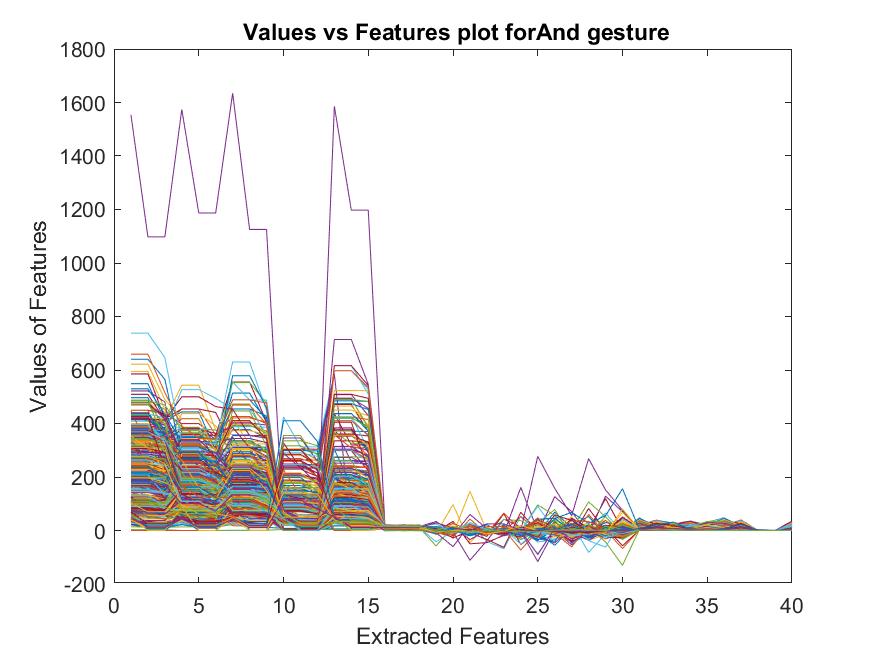 Values vs Features plot forAnd gesture
1800
1600
1400
1200
1000
800
600
400
200
0
-200
Values of Features
0 5 10 15 20 25 30 35 40
Extracted Features